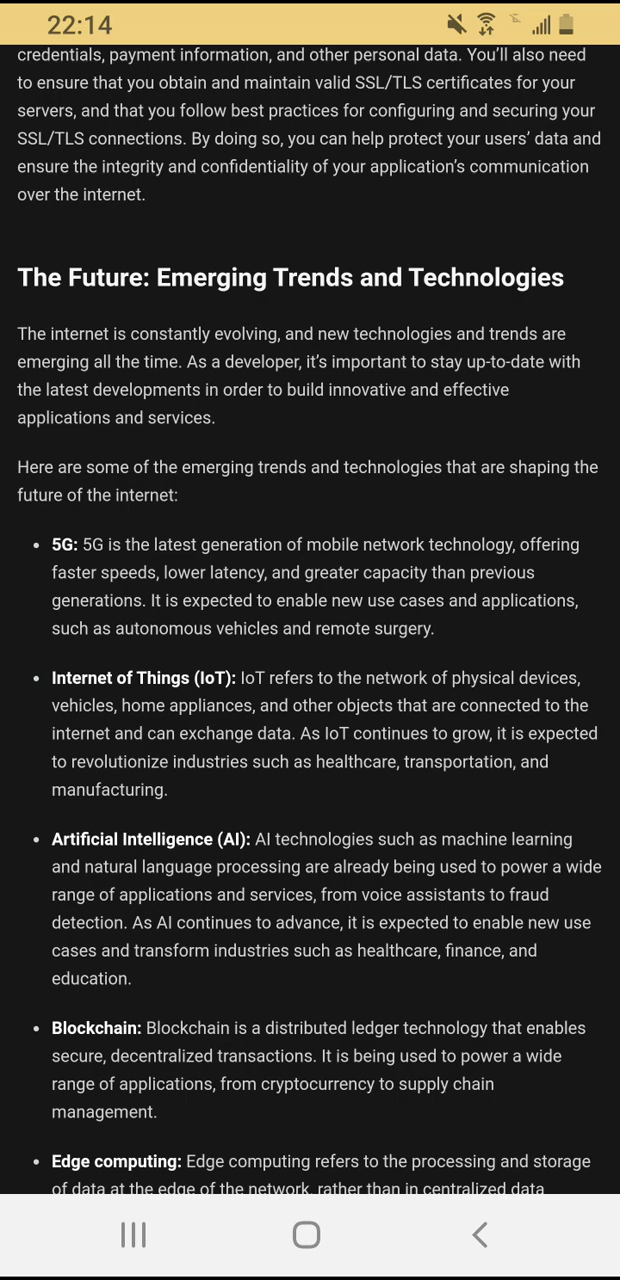 22:14
credentials, payment information, and other personal data. You’ll also need
to ensure that you obtain and maintain valid SSL/TLS certificates for your
servers, and that you follow best practices for configuring and securing your
SSL/TLS connections. By doing so, you can help protect your users’ data and
ensure the integrity and confidentiality of your application’s communication
over the internet.
The Future: Emerging Trends and Technologies
The internet is constantly evolving, and new technologies and trends are
emerging all the time. As a developer, it’s important to stay up-to-date with
the latest developments in order to build innovative and effective
applications and services.
Here are some of the emerging trends and technologies that are shaping the
future of the internet:
• 5G: 5G is the latest generation of mobile network technology, offering
faster speeds, lower latency, and greater capacity than previous
generations. It is expected to enable new use cases and applications,
such as autonomous vehicles and remote surgery.
• Internet of Things (IoT): IoT refers to the network of physical devices,
vehicles, home appliances, and other objects that are connected to the
internet and can exchange data. As IoT continues to grow, it is expected
to revolutionize industries such as healthcare, transportation, and
manufacturing.
• Artificial Intelligence (AI): AI technologies such as machine learning
and natural language processing are already being used to power a wide
range of applications and services, from voice assistants to fraud
detection. As AI continues to advance, it is expected to enable new use
cases and transform industries such as healthcare, finance, and
education.
• Blockchain: Blockchain is a distributed ledger technology that enables
secure, decentralized transactions. It is being used to power a wide
range of applications, from cryptocurrency to supply chain
management.
• Edge computing: Edge computing refers to the processing and storage
of data at the edge of the network, rather than in centralized data